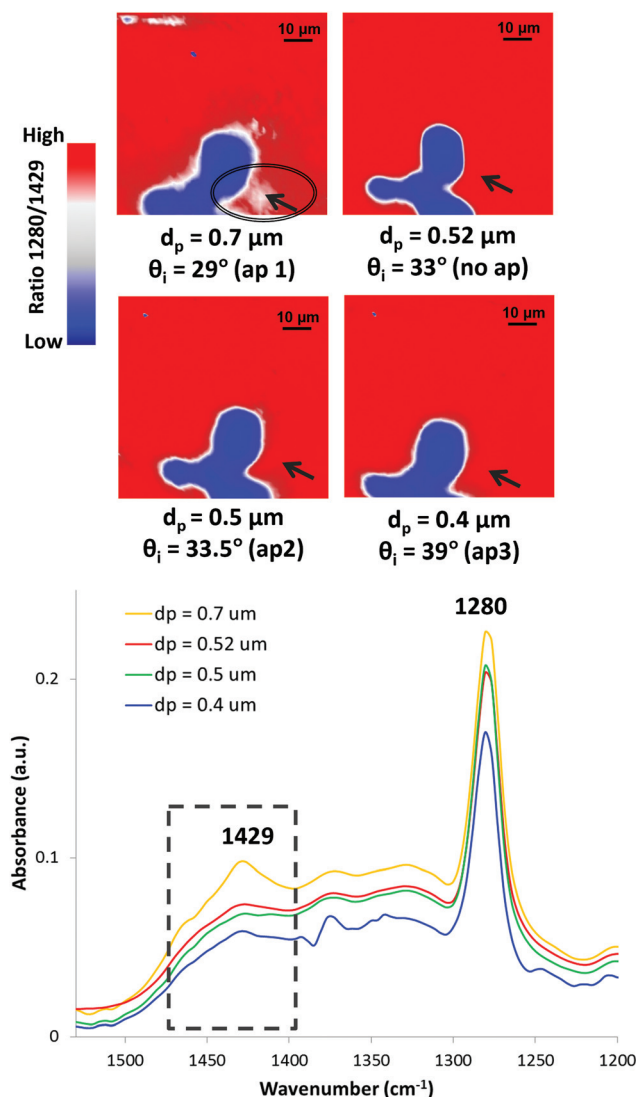 10 µm
10 µm
High
Ratio 1280/1429
Low
dp = 0.7 µm
θi = 29° (ap 1)
dp = 0.52 µm
θi = 33° (no ap)
10 µm
10 µm
dp = 0.5 µm
θi = 33.5° (ap2)
dp = 0.4 µm
θi = 39° (ap3)
dp = 0.7 um
dp = 0.52 um
dp = 0.5 um
dp = 0.4 um
1280
1429
Absorbance (a.u.)
0.2
0.1
0
1500
1450
1400
1350
1300
1250
1200
Wavenumber (cm⁻¹)